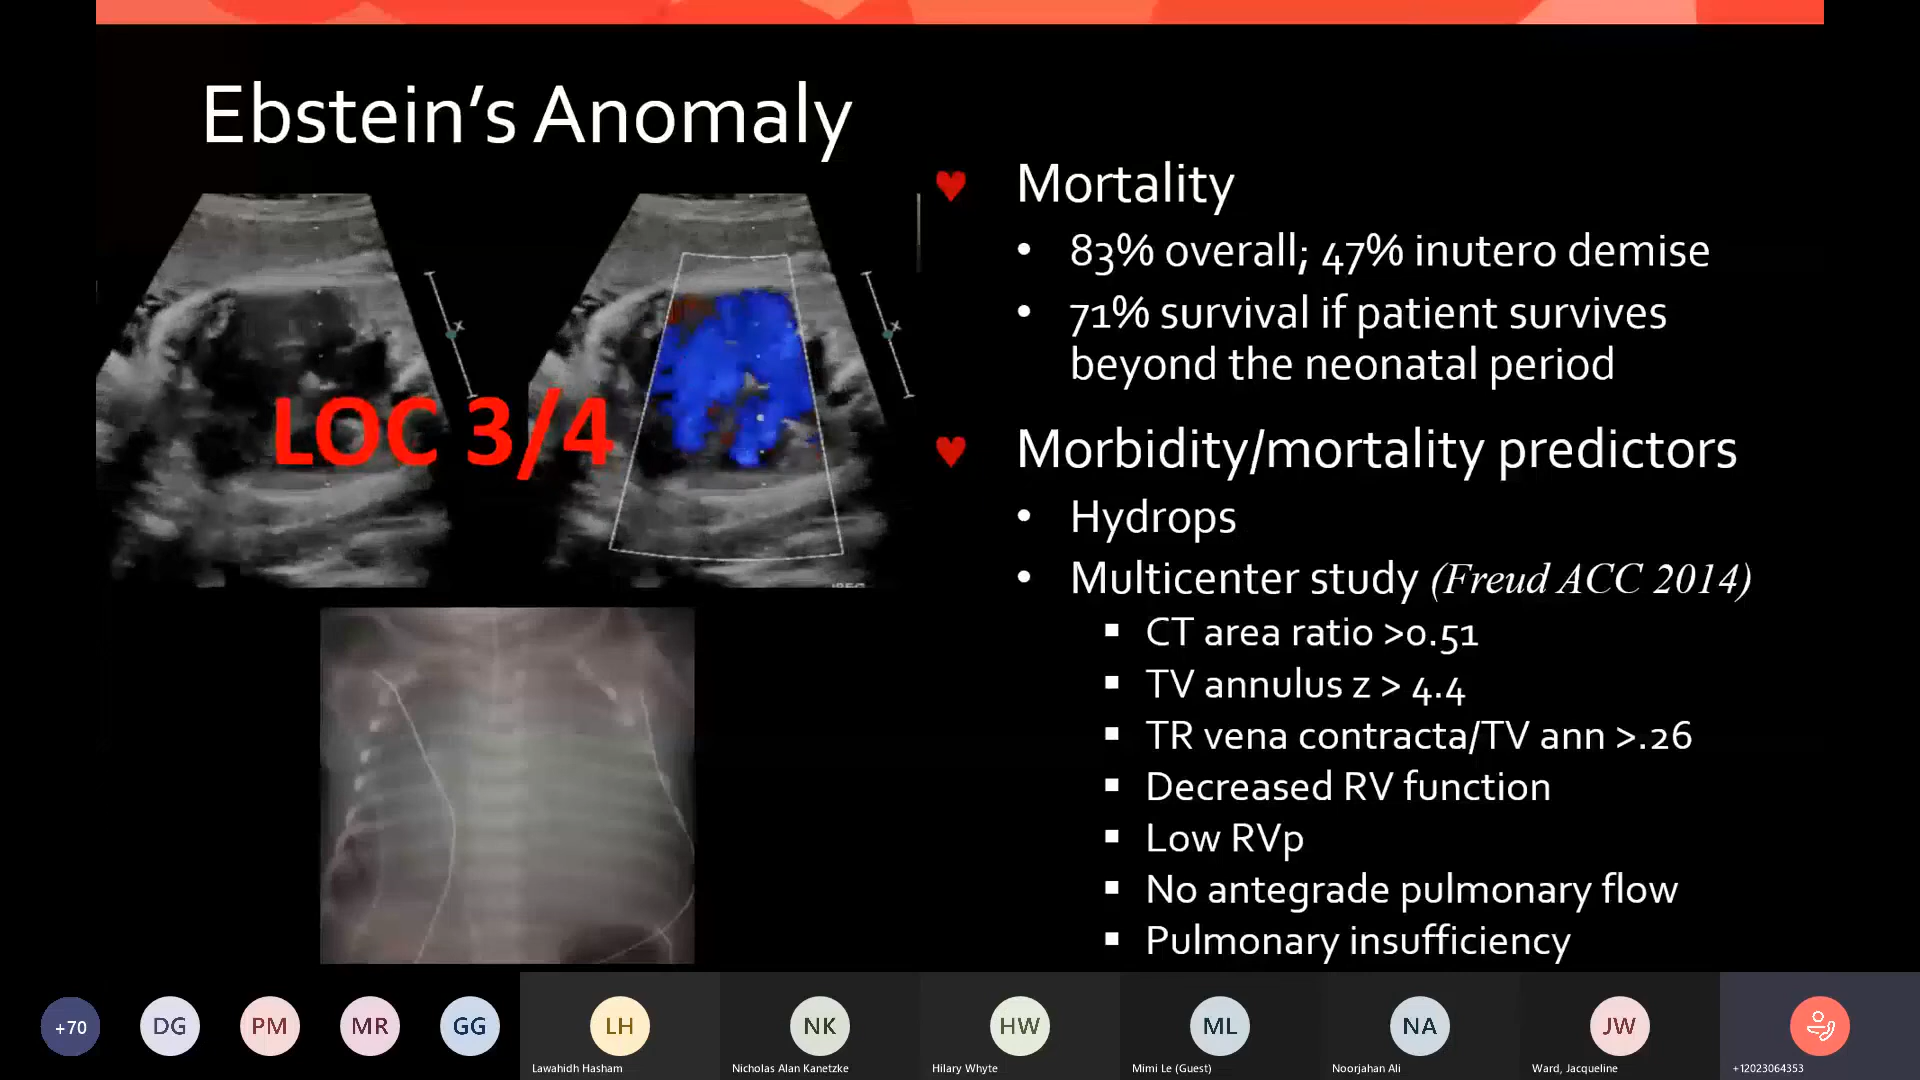 Ebstein's Anomaly
LOC 3/4
Mortality
83% overall; 47% inutero demise
71% survival if patient survives
beyond the neonatal period
Morbidity/mortality predictors
Hydrops
Multicenter study (Freud ACC 2014)
CT area ratio >0.51
TV annulus z > 4.4
TR vena contracta/TV ann >.26
Decreased RV function
Low RVp
No antegrade pulmonary flow
Pulmonary insufficiency
+70
DG
PM
MR
GG
LH
NK
HW
ML
NA
JW
Lawahidh Hasham
Nicholas Alan Kanetzke
Hilary Whyte
Mimi Le (Guest)
Noorjahan Ali
Ward, Jacqueline
+12023064353